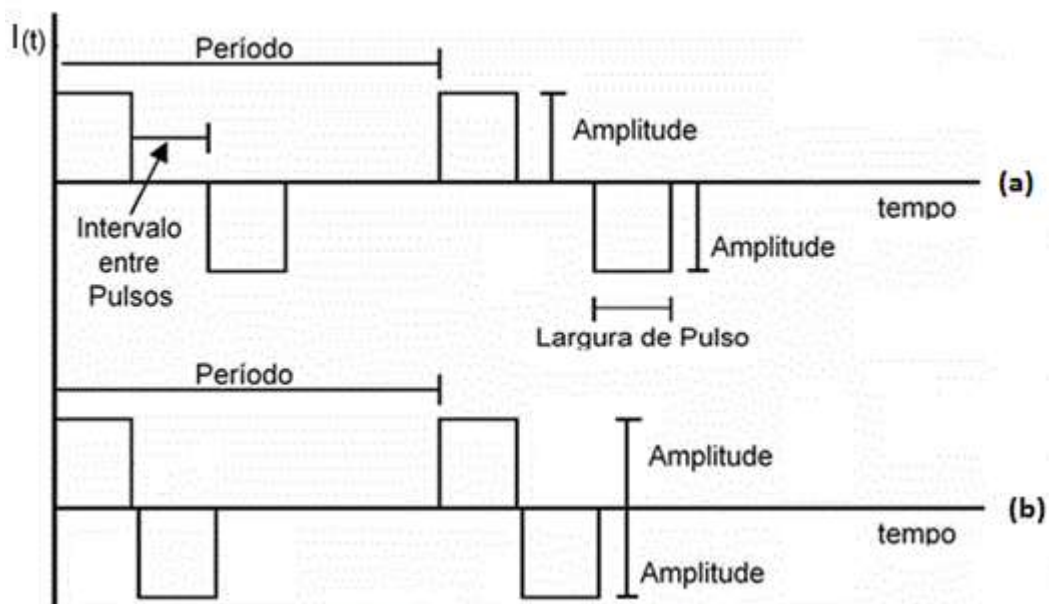 I(t)
Período
Amplitude
(a)
tempo
Intervalo
entre
Pulsos
Amplitude
Largura de Pulso
Período
Amplitude
(b)
tempo
Amplitude